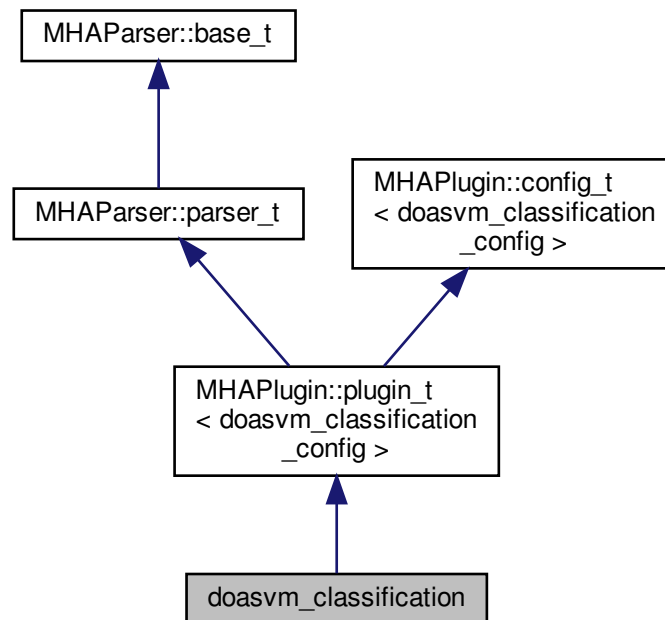 MHAParser::base_t
MHAParser::parser_t
MHAPlugin::config_t
< doasvm_classification
_config >
MHAPlugin::plugin_t
< doasvm_classification
_config >
doasvm_classification